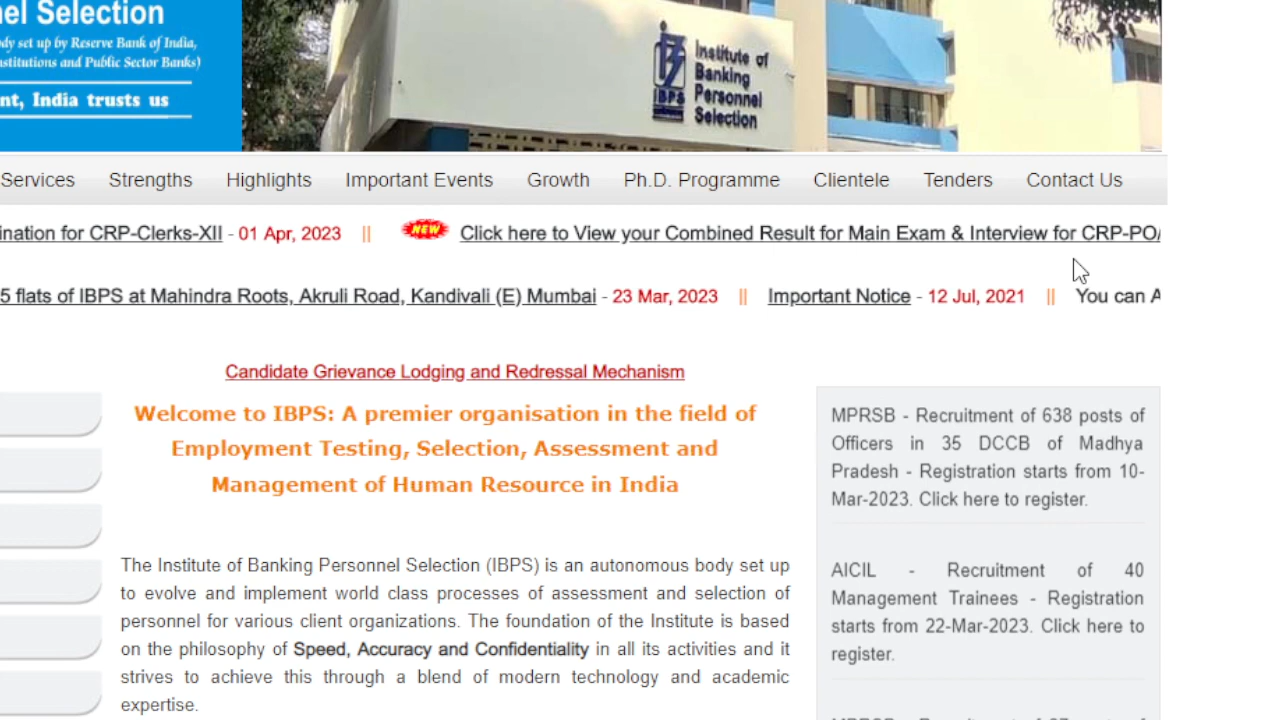 nel Selection
dy set up by Reserve Bank of India,
stitutions and Public Sector Banks)
nt, India trusts us
Institute of
Banking
Personnel
Selection
IBPS
Services Strengths Highlights Important Events Growth Ph.D. Programme Clientele Tenders Contact Us
ination for CRP-Clerks-XII - 01 Apr, 2023 || NEW Click here to View your Combined Result for Main Exam & Interview for CRP-PO/
5 flats of IBPS at Mahindra Roots, Akruli Road, Kandivali (E) Mumbai - 23 Mar, 2023 || Important Notice - 12 Jul, 2021 || You can A
Candidate Grievance Lodging and Redressal Mechanism
Welcome to IBPS: A premier organisation in the field of
Employment Testing, Selection, Assessment and
Management of Human Resource in India
The Institute of Banking Personnel Selection (IBPS) is an autonomous body set up
to evolve and implement world class processes of assessment and selection of
personnel for various client organizations. The foundation of the Institute is based
on the philosophy of Speed, Accuracy and Confidentiality in all its activities and it
strives to achieve this through a blend of modern technology and academic
expertise.
MPRSB - Recruitment of 638 posts of
Officers in 35 DCCB of Madhya
Pradesh - Registration starts from 10-
Mar-2023. Click here to register.
AICIL - Recruitment of 40
Management Trainees - Registration
starts from 22-Mar-2023. Click here to
register.